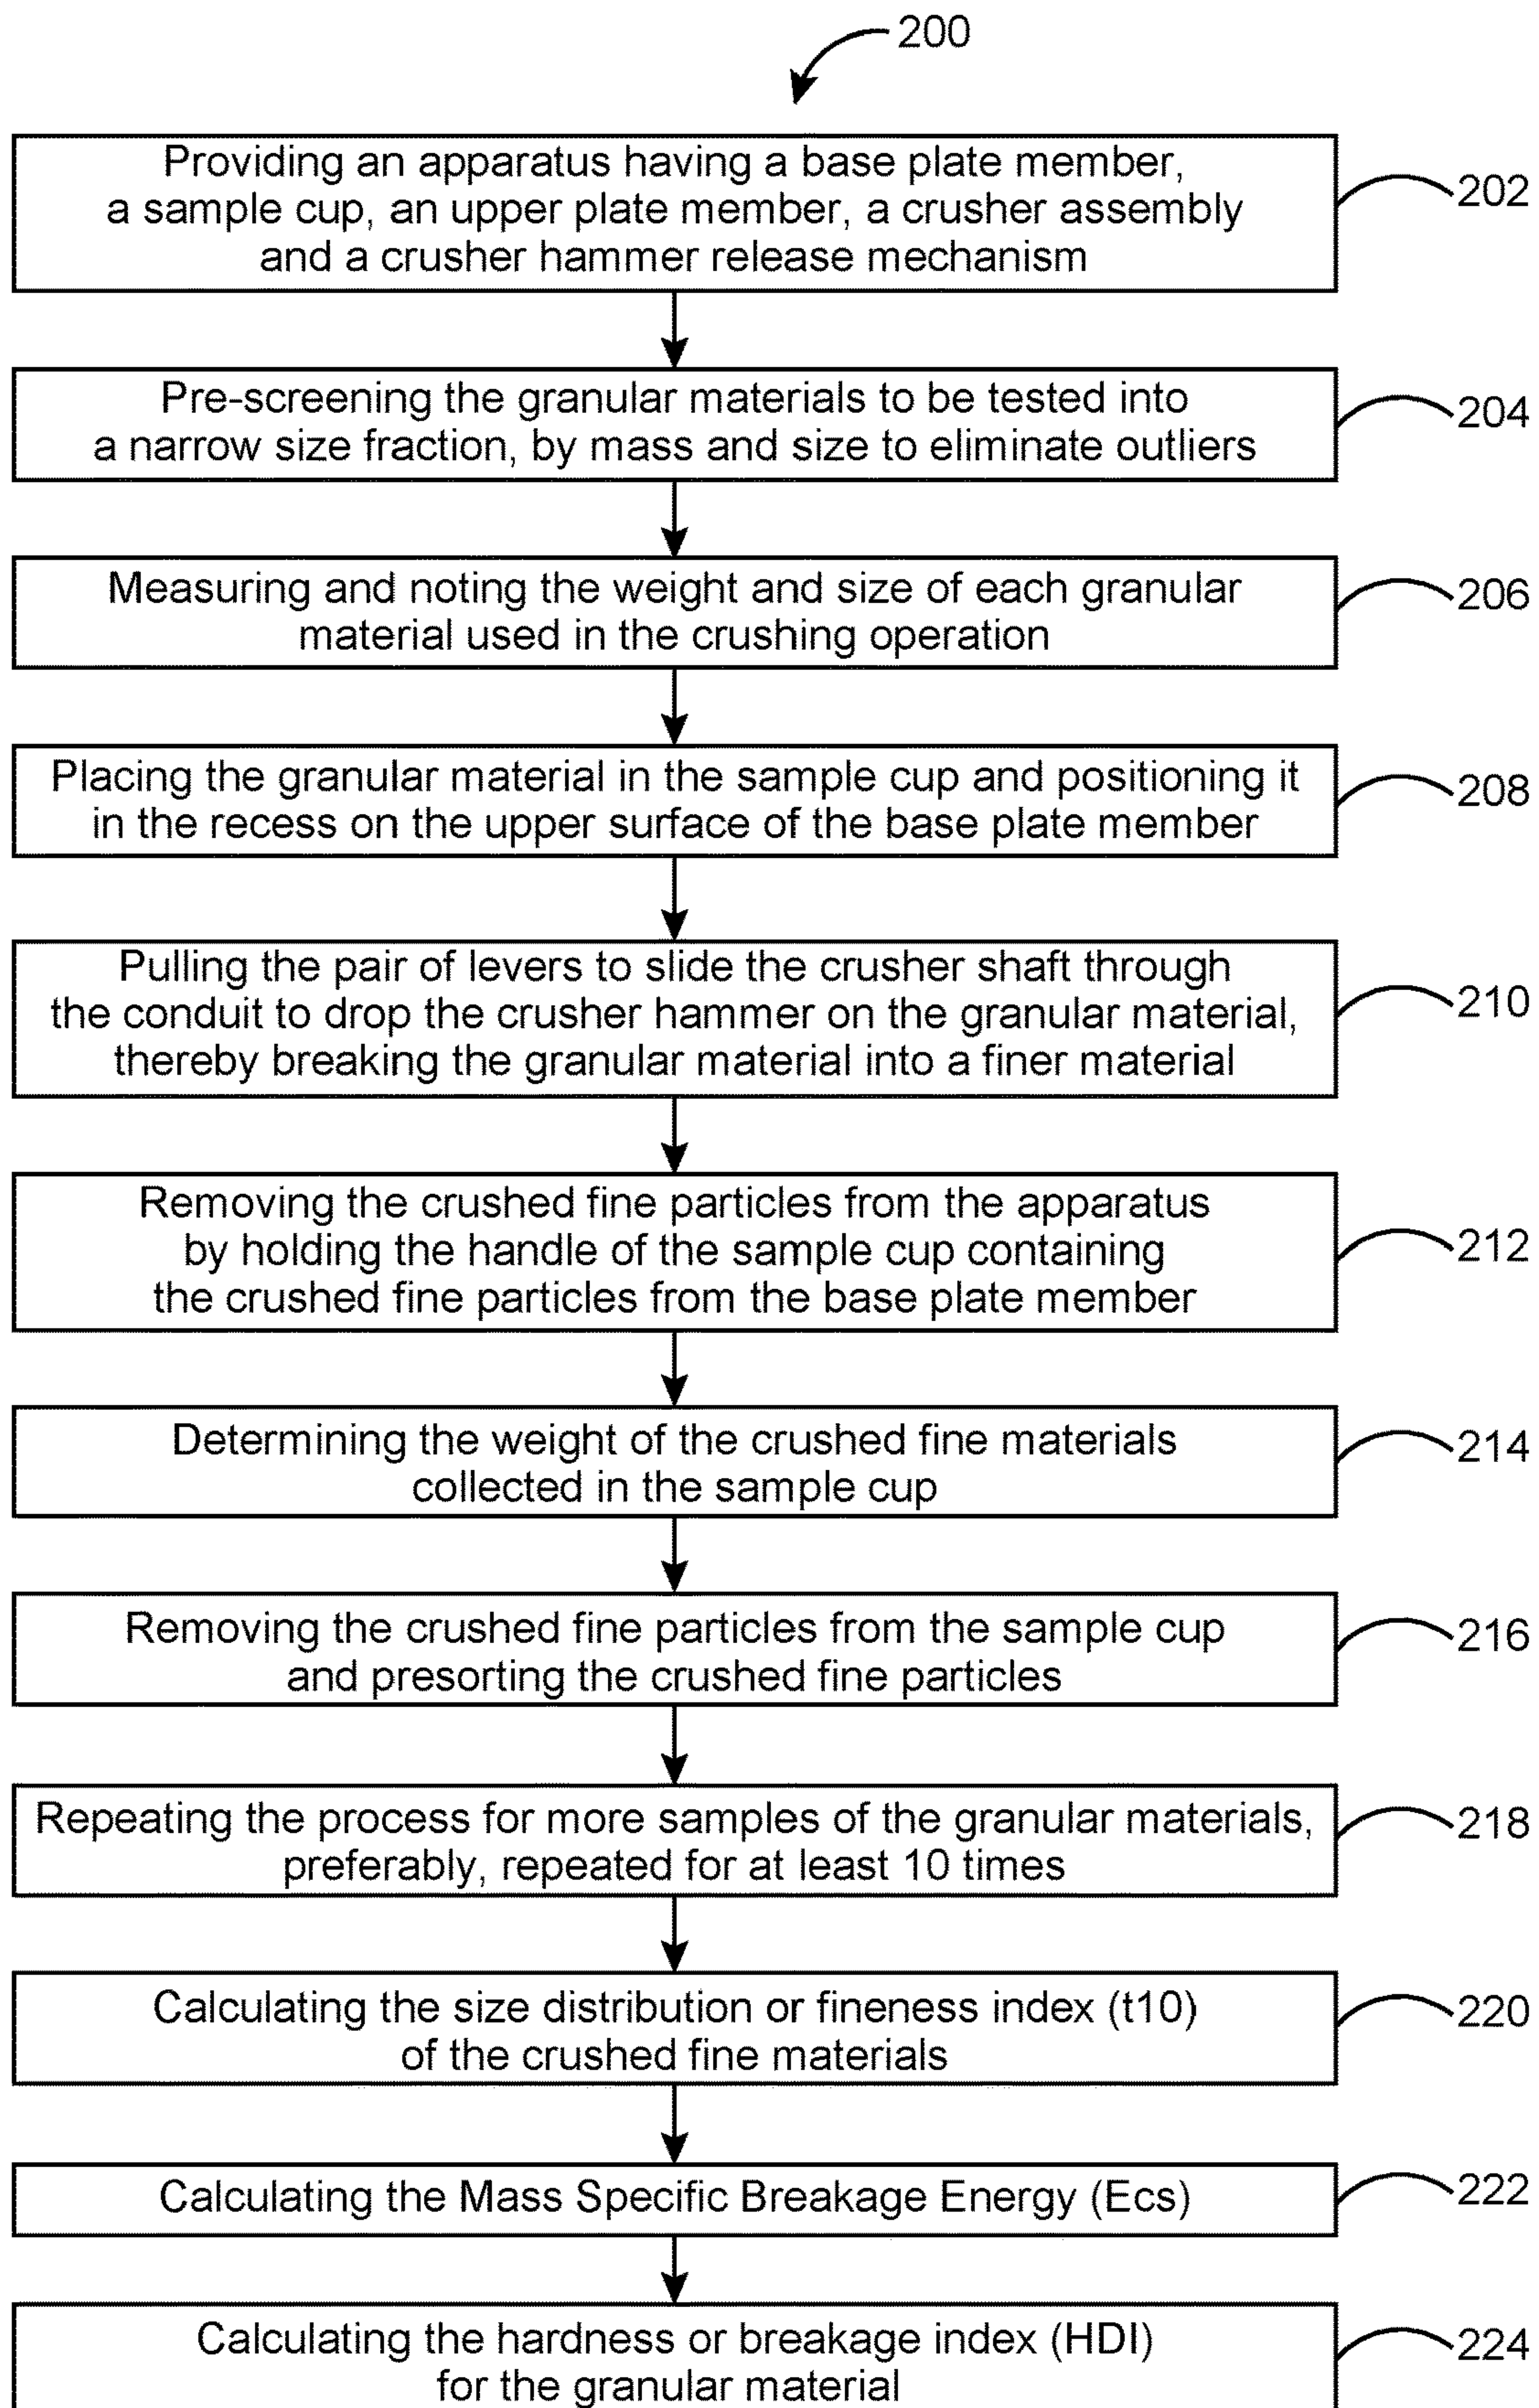 200
Providing an apparatus having a base plate member,
a sample cup, an upper plate member, a crusher assembly
and a crusher hammer release mechanism
202
Pre-screening the granular materials to be tested into
a narrow size fraction, by mass and size to eliminate outliers
204
Measuring and noting the weight and size of each granular
material used in the crushing operation
206
Placing the granular material in the sample cup and positioning it
in the recess on the upper surface of the base plate member
208
Pulling the pair of levers to slide the crusher shaft through
the conduit to drop the crusher hammer on the granular material,
thereby breaking the granular material into a finer material
210
Removing the crushed fine particles from the apparatus
by holding the handle of the sample cup containing
the crushed fine particles from the base plate member
212
Determining the weight of the crushed fine materials
collected in the sample cup
214
Removing the crushed fine particles from the sample cup
and presorting the crushed fine particles
216
Repeating the process for more samples of the granular materials,
preferably, repeated for at least 10 times
218
Calculating the size distribution or fineness index (t10)
of the crushed fine materials
220
Calculating the Mass Specific Breakage Energy (Ecs)
222
Calculating the hardness or breakage index (HDI)
for the granular material
224